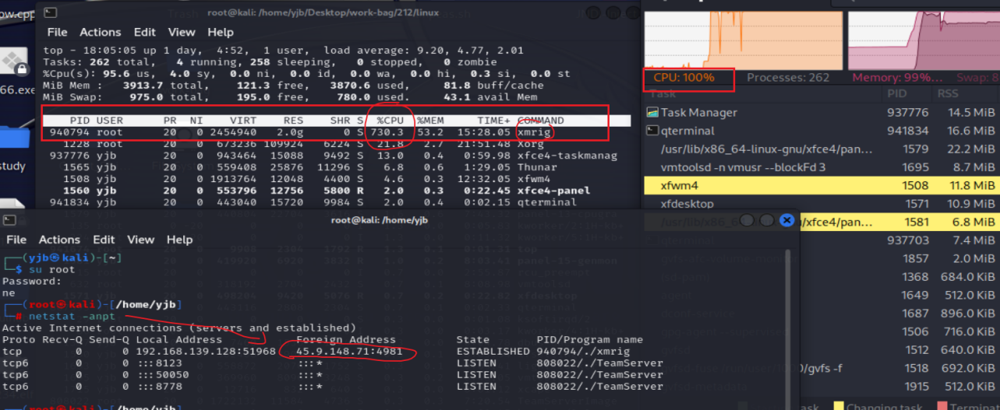 ow.cpp
66.exe
study
root@kali: /home/yjb/Desktop/work-bag/212/linux
File Actions Edit View Help
top - 18:05:05 up 1 day, 4:52, 1 user, load average: 9.20, 4.77, 2.01
Tasks: 262 total, 4 running, 258 sleeping, 0 stopped, 0 zombie
%Cpu(s): 95.6 us, 4.0 sy, 0.0 ni, 0.0 id, 0.0 wa, 0.0 hi, 0.3 si, 0.0 st
MiB Mem : 3913.7 total, 121.3 free, 3870.6 used, 81.8 buff/cache
MiB Swap: 975.0 total, 195.0 free, 780.0 used. 43.1 avail Mem
PID USER PR NI VIRT RES SHR S %CPU %MEM TIME+ COMMAND
940794 root 20 0 2454940 2.0g 0 S 730.3 53.2 15:28.05 xmrig
1228 root 20 0 673236 109924 6224 S 21.8 2.7 21:51.48 Xorg
937776 yjb 20 0 943464 15088 9492 S 13.0 0.4 0:59.98 xfce4-taskmanag
1565 yjb 20 0 559408 25876 11296 S 6.8 0.6 1:29.05 Thunar
1508 yjb 20 0 1913764 12048 4400 S 4.6 0.3 12:32.05 xfwm4
1560 yjb 20 0 553796 12756 5800 R 2.0 0.3 0:22.45 xfce4-panel
941834 yjb 20 0 443040 15720 9984 S 2.0 0.4 0:02.15 qterminal
root@kali: /home/yjb
File Actions Edit View Help
(yjb㉿kali)-[~]
$ su root
Password:
ne
(root㉿kali)-[/home/yjb]
# netstat -anpt
Active Internet connections (servers and established)
Proto Recv-Q Send-Q Local Address Foreign Address State PID/Program name
tcp 0 0 192.168.139.128:51968 45.9.148.71:4981 ESTABLISHED 940794/./xmrig
tcp6 0 0 :::8123 :::* LISTEN 808022/./TeamServer
tcp6 0 0 :::50050 :::* LISTEN 808022/./TeamServer
tcp6 0 0 :::8778 :::* LISTEN 808022/./TeamServer
CPU: 100% Processes: 262 Memory: 99%... Swap: 8
Task PID RSS
Task Manager 937776 14.5 MiB
qterminal 941834 16.6 MiB
/usr/lib/x86_64-linux-gnu/xfce4/pan... 1579 22.2 MiB
vmtoolsd -n vmusr --blockFd 3 1695 8.7 MiB
xfwm4 1508 11.8 MiB
xfdesktop 1571 10.9 MiB
/xfce4/pan... 1581 6.8 MiB
937703 7.4 MiB
1857 2.0 MiB
1368 684.0 KiB
1649 512.0 KiB
1687 896.0 KiB
1506 716.0 KiB
1512 640.0 KiB
)/gvfs -f 1518 692.0 KiB
1915 512.0 KiB
ask Changing task Termina